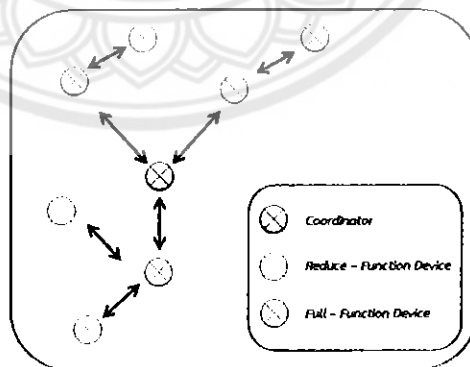 Coordinator
Reduce - Function Device
Full - Function Device